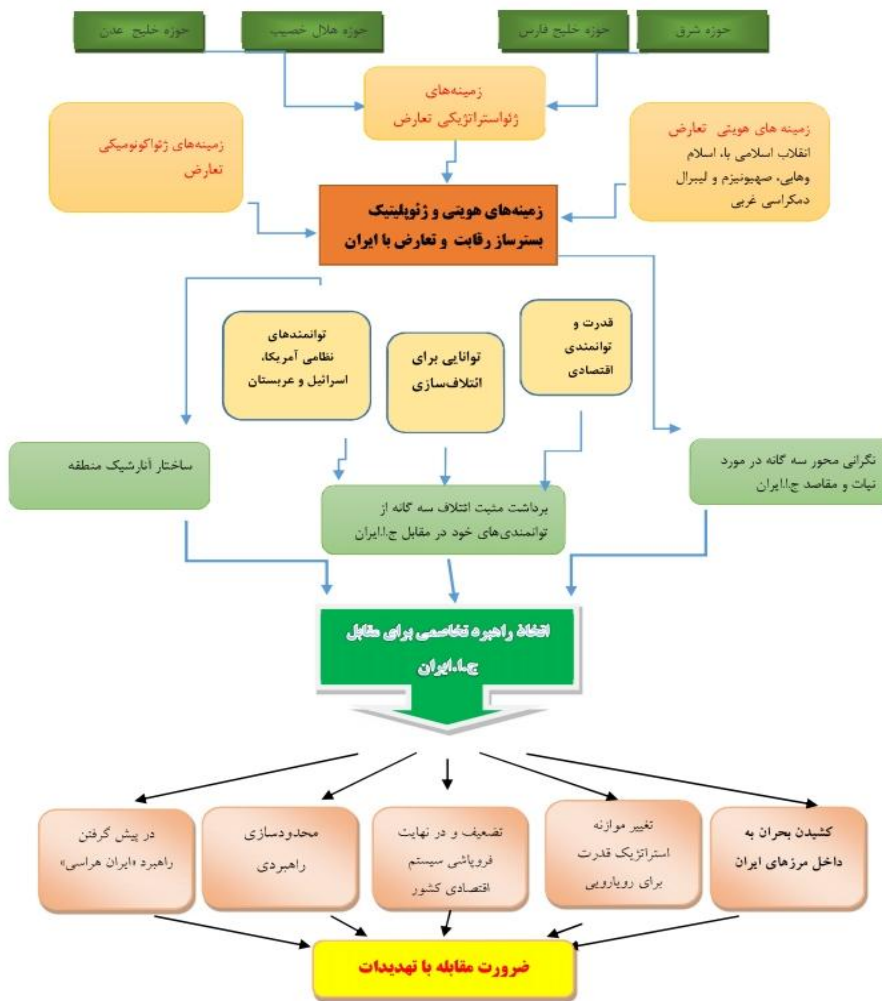 حوزه شرق
حوزه خلیج فارس
حوزه هلال خصیب
حوزه خلیج عدن
زمینه‌های
ژئواستراتژیکی تعارض
زمینه های هویتی تعارض
انقلاب اسلامی با، اسلام
وهابی، صهیونیزم و لیبرال
دمکراسی غربی
زمینه‌های ژئواکونومیکی
تعارض
زمینه‌های هویتی و ژئوپلیتیک
بسترساز رقابت و تعارض با ایران
قدرت و
توانمندی
اقتصادی
توانایی برای
ائتلاف‌سازی
توانمندهای
نظامی آمریکا،
اسرائیل و عربستان
نگرانی محور سه گانه در مورد
نیات و مقاصد ج.ا.ایران
برداشت مثبت ائتلاف سه گانه از
توانمندی‌های خود در مقابل ج.ا.ایران
ساختار آنارشیک منطقه
اتخاذ راهبرد تخاصمی برای مقابل
ج.ا.ایران
کشیدن بحران به
داخل مرزهای ایران
تغییر موازنه
استراتژیک قدرت
برای رویارویی
تضعیف و در نهایت
فروپاشی سیستم
اقتصادی کشور
محدودسازی
راهبردی
در پیش گرفتن
راهبرد «ایران هراسی»
ضرورت مقابله با تهدیدات